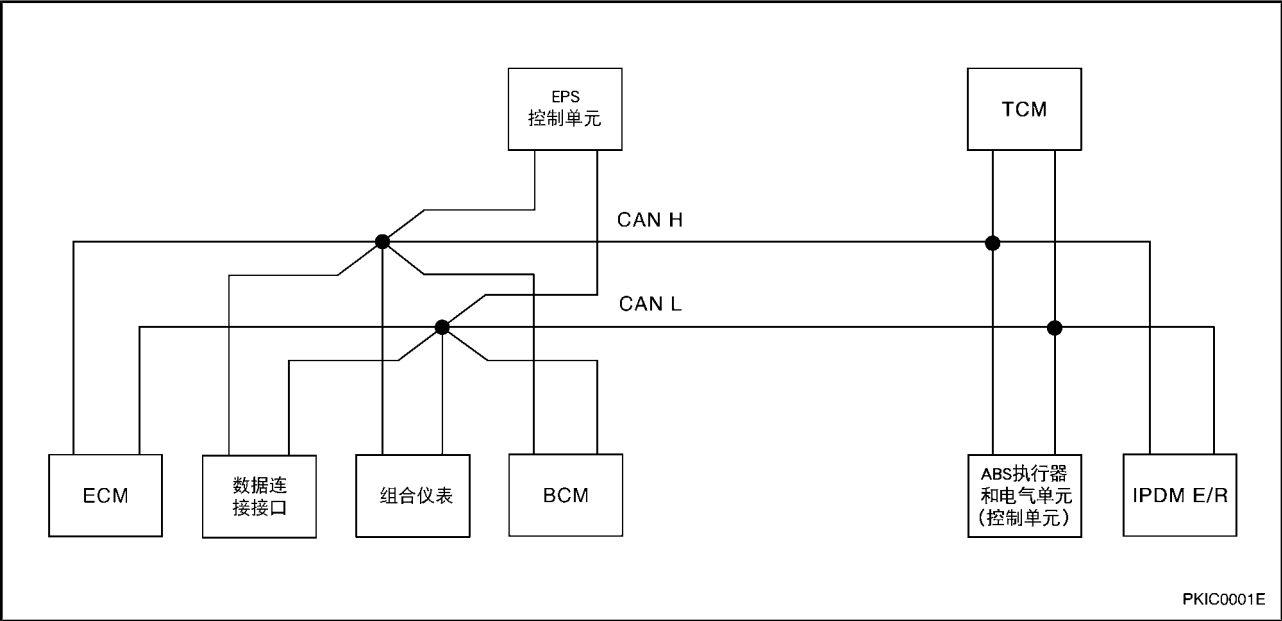 EPS
控制单元
TCM
CAN H
CAN L
ECM
数据连
接接口
组合仪表
BCM
ABS执行器
和电气单元
(控制单元)
IPDM E/R
PKIC0001E